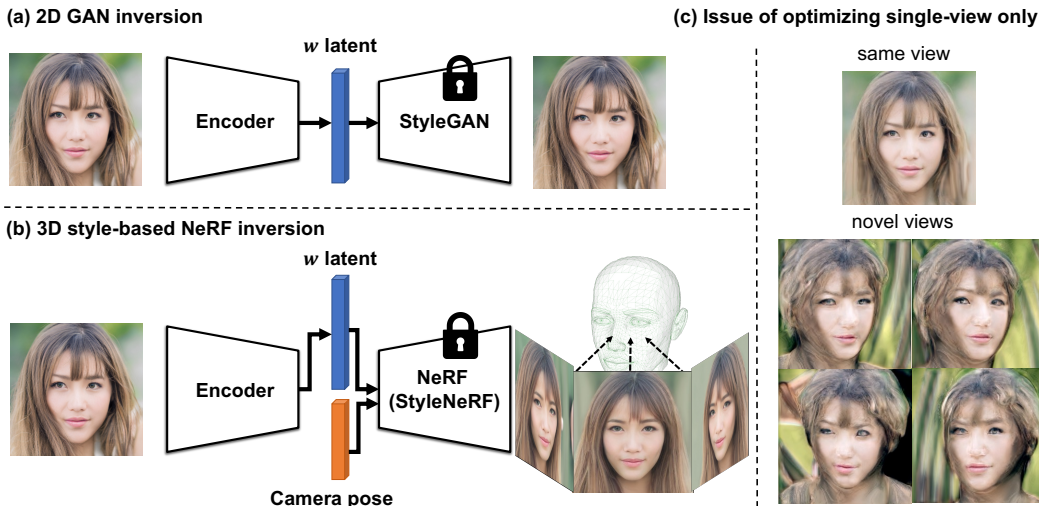 (a) 2D GAN inversion
w latent
Encoder
StyleGAN
(b) 3D style-based NeRF inversion
w latent
Encoder
NeRF
(StyleNeRF)
Camera pose
(c) Issue of optimizing single-view only
same view
novel views